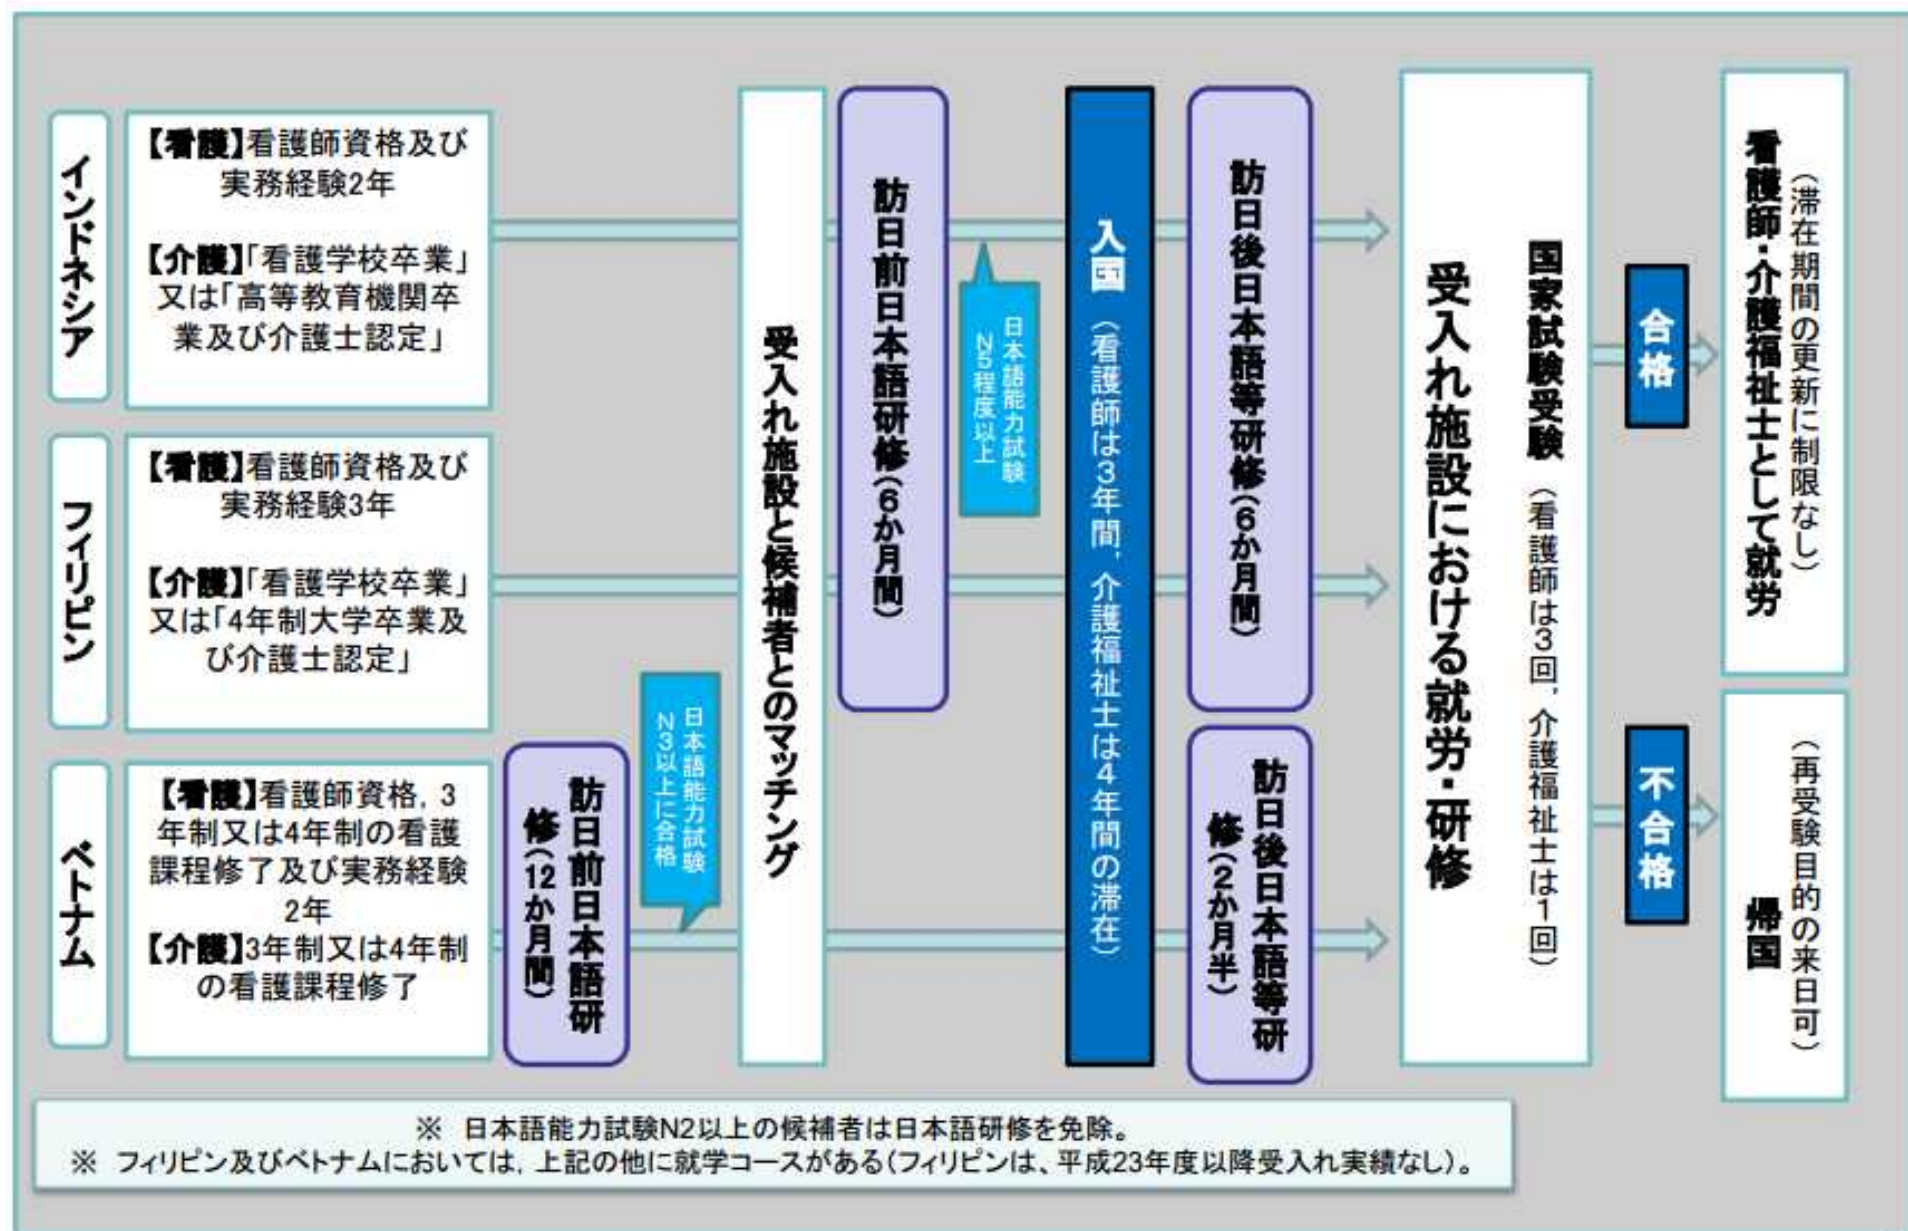 インドネシア
【看護】看護師資格及び
実務経験2年
【介護】「看護学校卒業」
又は「高等教育機関卒
業及び介護士認定」
フィリピン
【看護】看護師資格及び
実務経験3年
【介護】「看護学校卒業」
又は「4年制大学卒業及
び介護士認定」
ベトナム
【看護】看護師資格，3
年制又は4年制の看護
課程修了及び実務経験
2年
【介護】3年制又は4年制
の看護課程修了
訪日前日本語研
修（12か月間）
日本語能力試験
N3以上に合格
受入れ施設と候補者とのマッチング
訪日前日本語研修（6か月間）
日本語能力試験
N5程度以上
入国（看護師は3年間，介護福祉士は4年間の滞在）
訪日後日本語等研修（6か月間）
訪日後日本語等研
修（2か月半）
国家試験受験（看護師は3回，介護福祉士は1回）
受入れ施設における就労・研修
合格
（滞在期間の更新に制限なし）
看護師・介護福祉士として就労
不合格
（再受験目的の来日可）
帰国
※　日本語能力試験N2以上の候補者は日本語研修を免除。
※　フィリピン及びベトナムにおいては，上記の他に就学コースがある（フィリピンは、平成23年度以降受入れ実績なし）。